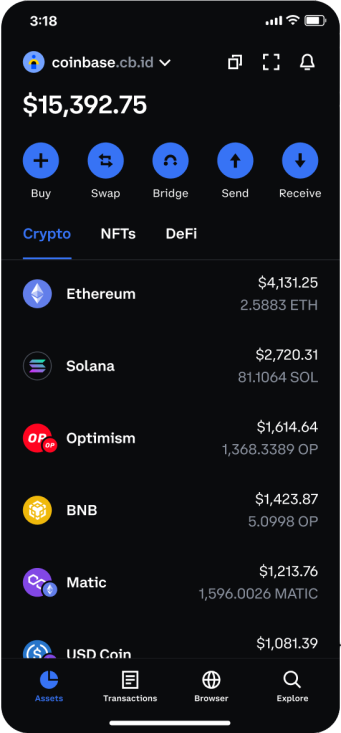 3:18
coinbase.cb.id
$15,392.75
Buy Swap Bridge Send Receive
Crypto NFTs DeFi
Ethereum $4,131.25
2.5883 ETH
Solana $2,720.31
81.1064 SOL
OP OP Optimism $1,614.64
1,368.3389 OP
BNB $1,423.87
5.0998 OP
Matic $1,213.76
1,596.0026 MATIC
USD Coin $1,081.39
Assets Transactions Browser Explore